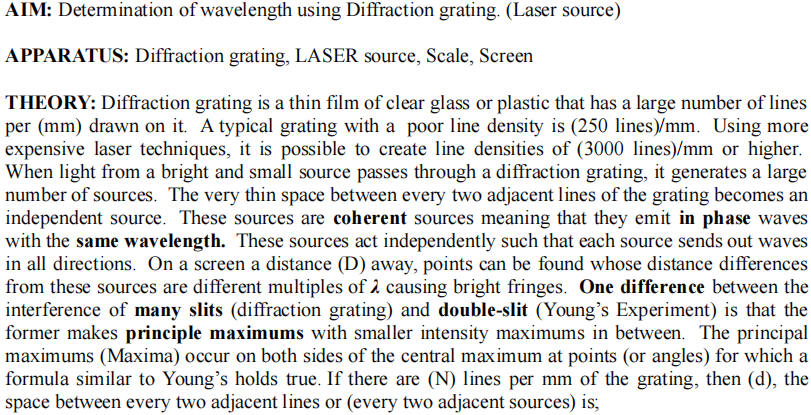 AIM: Determination of wavelength using Diffraction grating. (Laser source)
APPARATUS: Diffraction grating, LASER source, Scale, Screen
THEORY: Diffraction grating is a thin film of clear glass or plastic that has a large number of lines
per (mm) drawn on it. A typical grating with a poor line density is (250 lines)/mm. Using more
expensive laser techniques, it is possible to create line densities of (3000 lines)/mm or higher.
When light from a bright and small source passes through a diffraction grating, it generates a large
number of sources. The very thin space between every two adjacent lines of the grating becomes an
independent source. These sources are coherent sources meaning that they emit in phase waves
with the same wavelength. These sources act independently such that each source sends out waves
in all directions. On a screen a distance (D) away, points can be found whose distance differences
from these sources are different multiples of λ causing bright fringes. One difference between the
interference of many slits (diffraction grating) and double-slit (Young's Experiment) is that the
former makes principle maximums with smaller intensity maximums in between. The principal
maximums (Maxima) occur on both sides of the central maximum at points (or angles) for which a
formula similar to Young's holds true. If there are (N) lines per mm of the grating, then (d), the
space between every two adjacent lines or (every two adjacent sources) is;